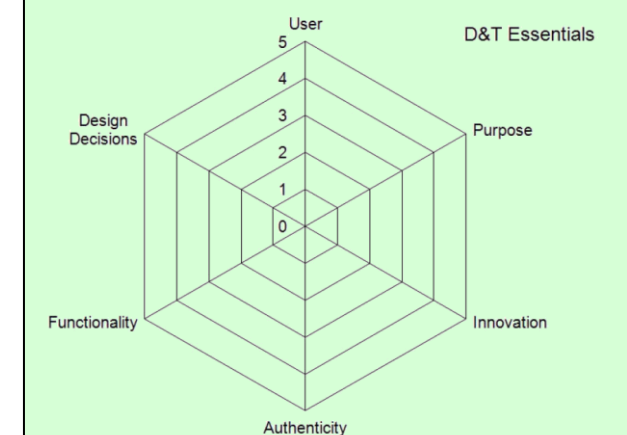 User
D&T Essentials
5
4
3
2
1
0
Design
Decisions
Purpose
Functionality
Innovation
Authenticity